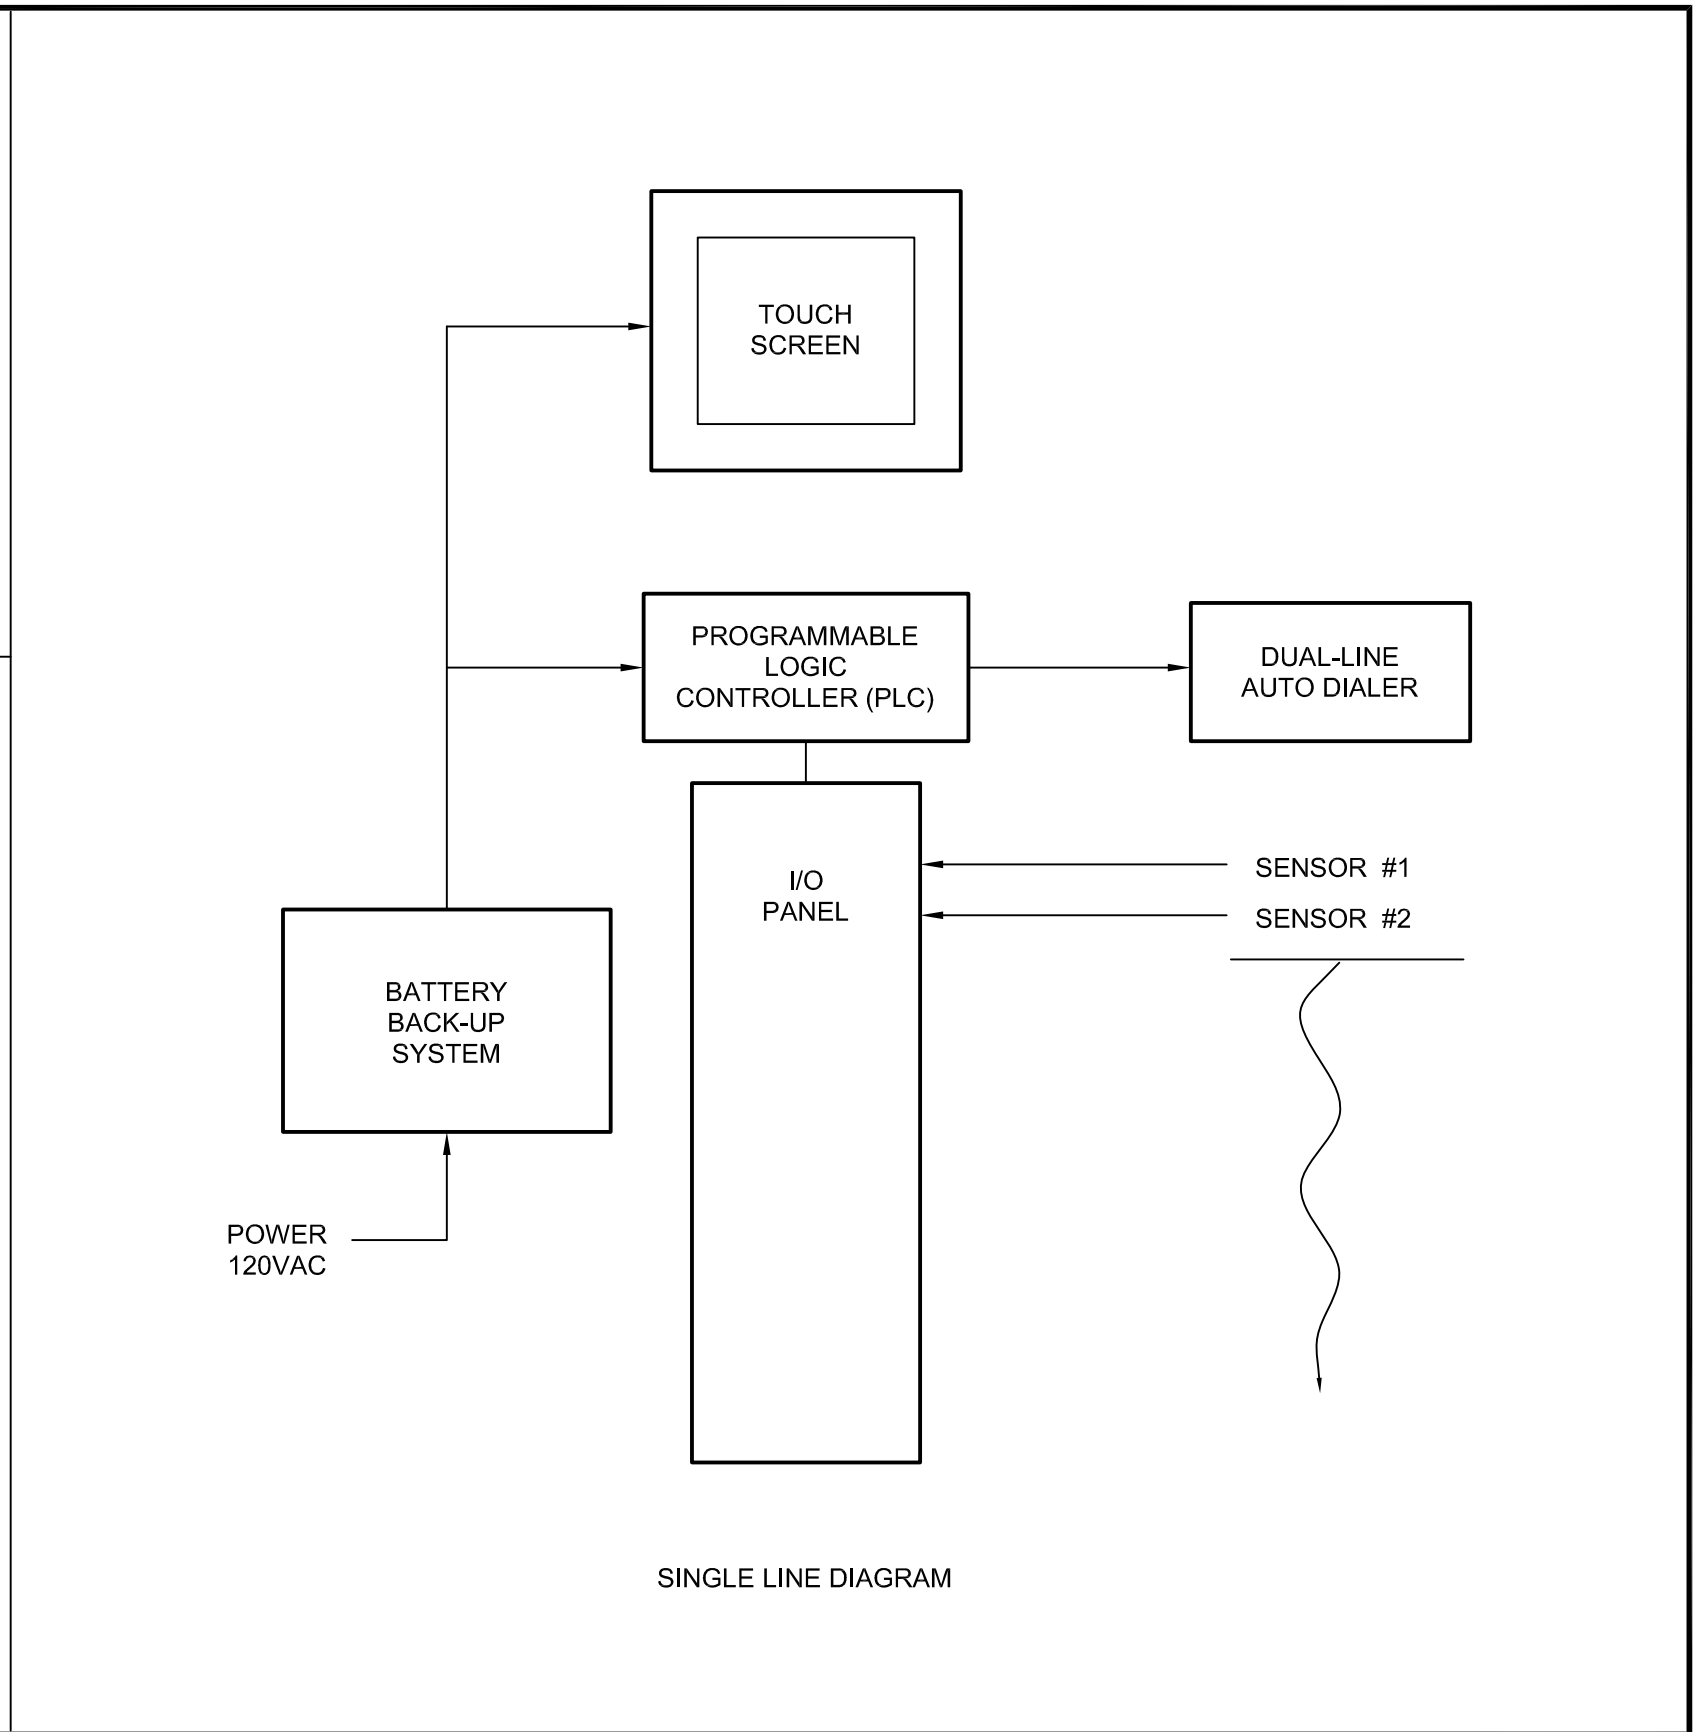 TOUCH
SCREEN
PROGRAMMABLE
LOGIC
CONTROLLER (PLC)
DUAL-LINE
AUTO DIALER
I/O
PANEL
SENSOR #1
SENSOR #2
BATTERY
BACK-UP
SYSTEM
POWER
120VAC
SINGLE LINE DIAGRAM